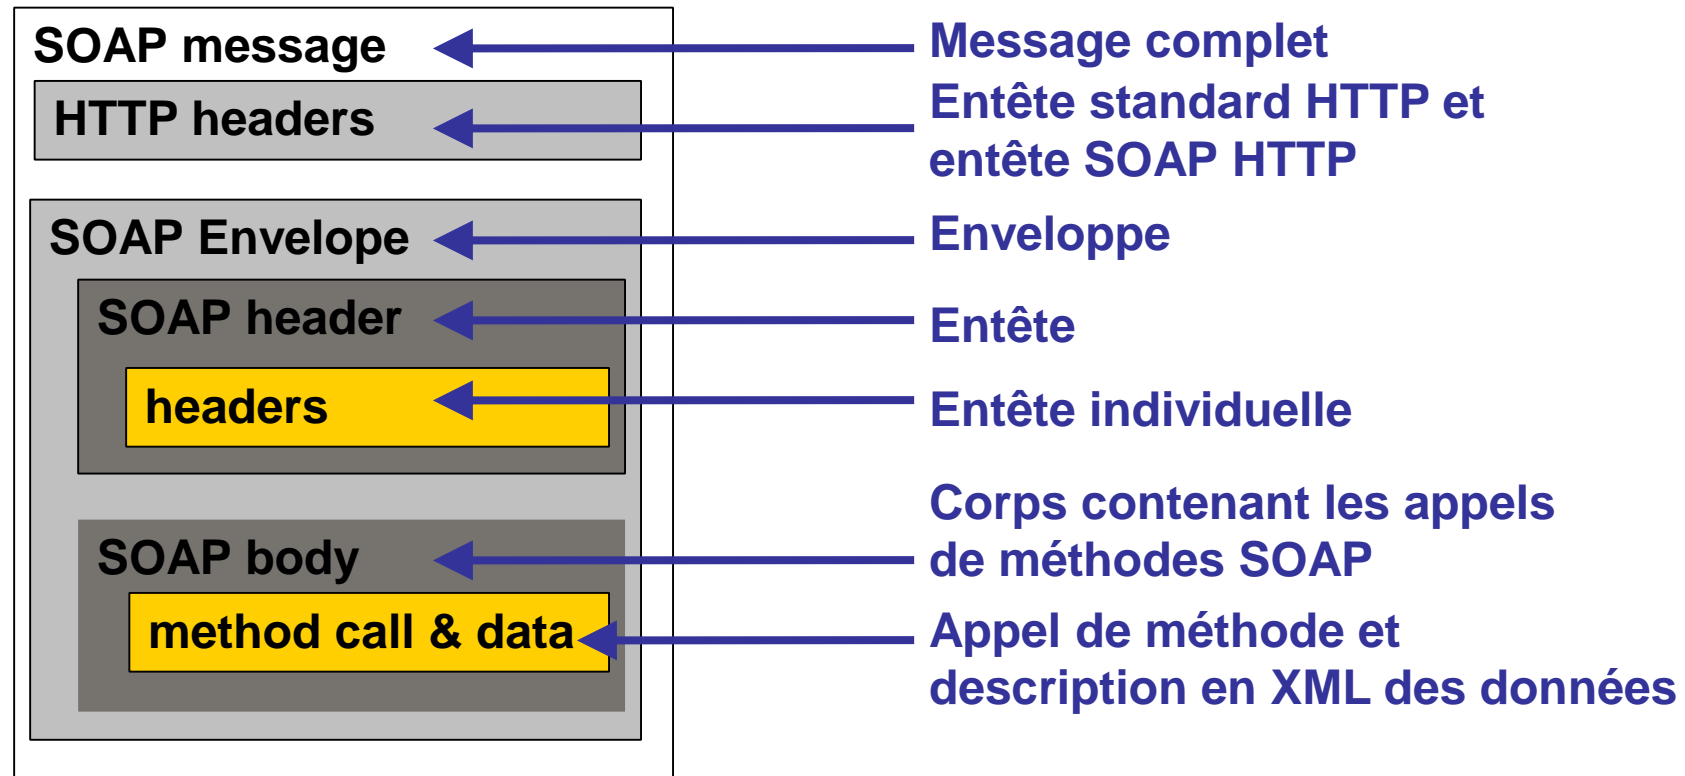 SOAP message
Message complet
HTTP headers
Entête standard HTTP et
entête SOAP HTTP
SOAP Envelope
Enveloppe
SOAP header
Entête
headers
Entête individuelle
SOAP body
Corps contenant les appels
de méthodes SOAP
method call & data
Appel de méthode et
description en XML des données